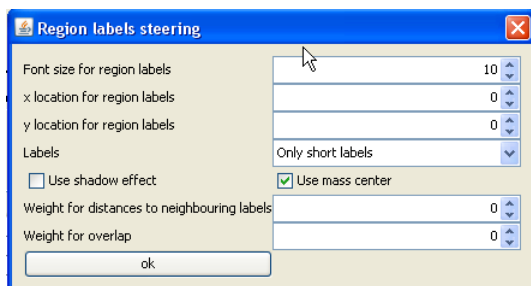 Region labels steering
Font size for region labels 10
x location for region labels 0
y location for region labels 0
Labels Only short labels
Use shadow effect Use mass center
Weight for distances to neighbouring labels 0
Weight for overlap 0
ok